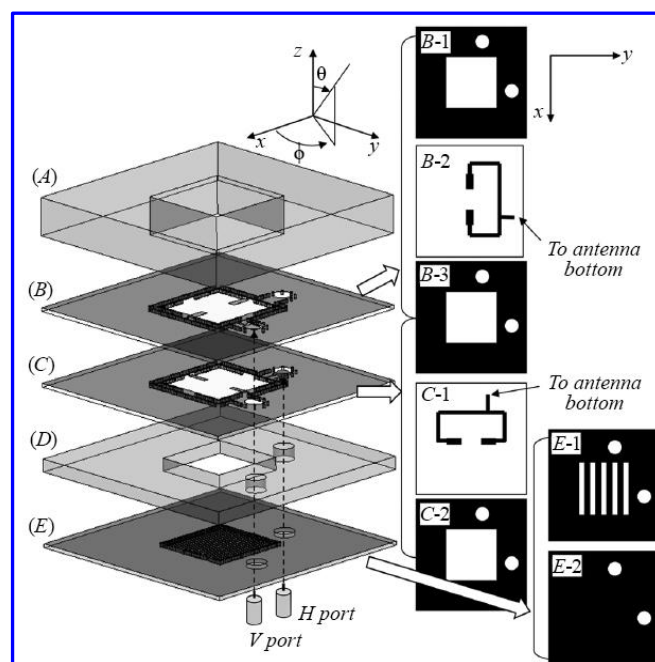 z
θ
x
y
ϕ
(A)
(B)
(C)
(D)
(E)
V port
H port
B-1
B-2
To antenna
bottom
B-3
C-1
To antenna
bottom
C-2
E-1
E-2
y
x